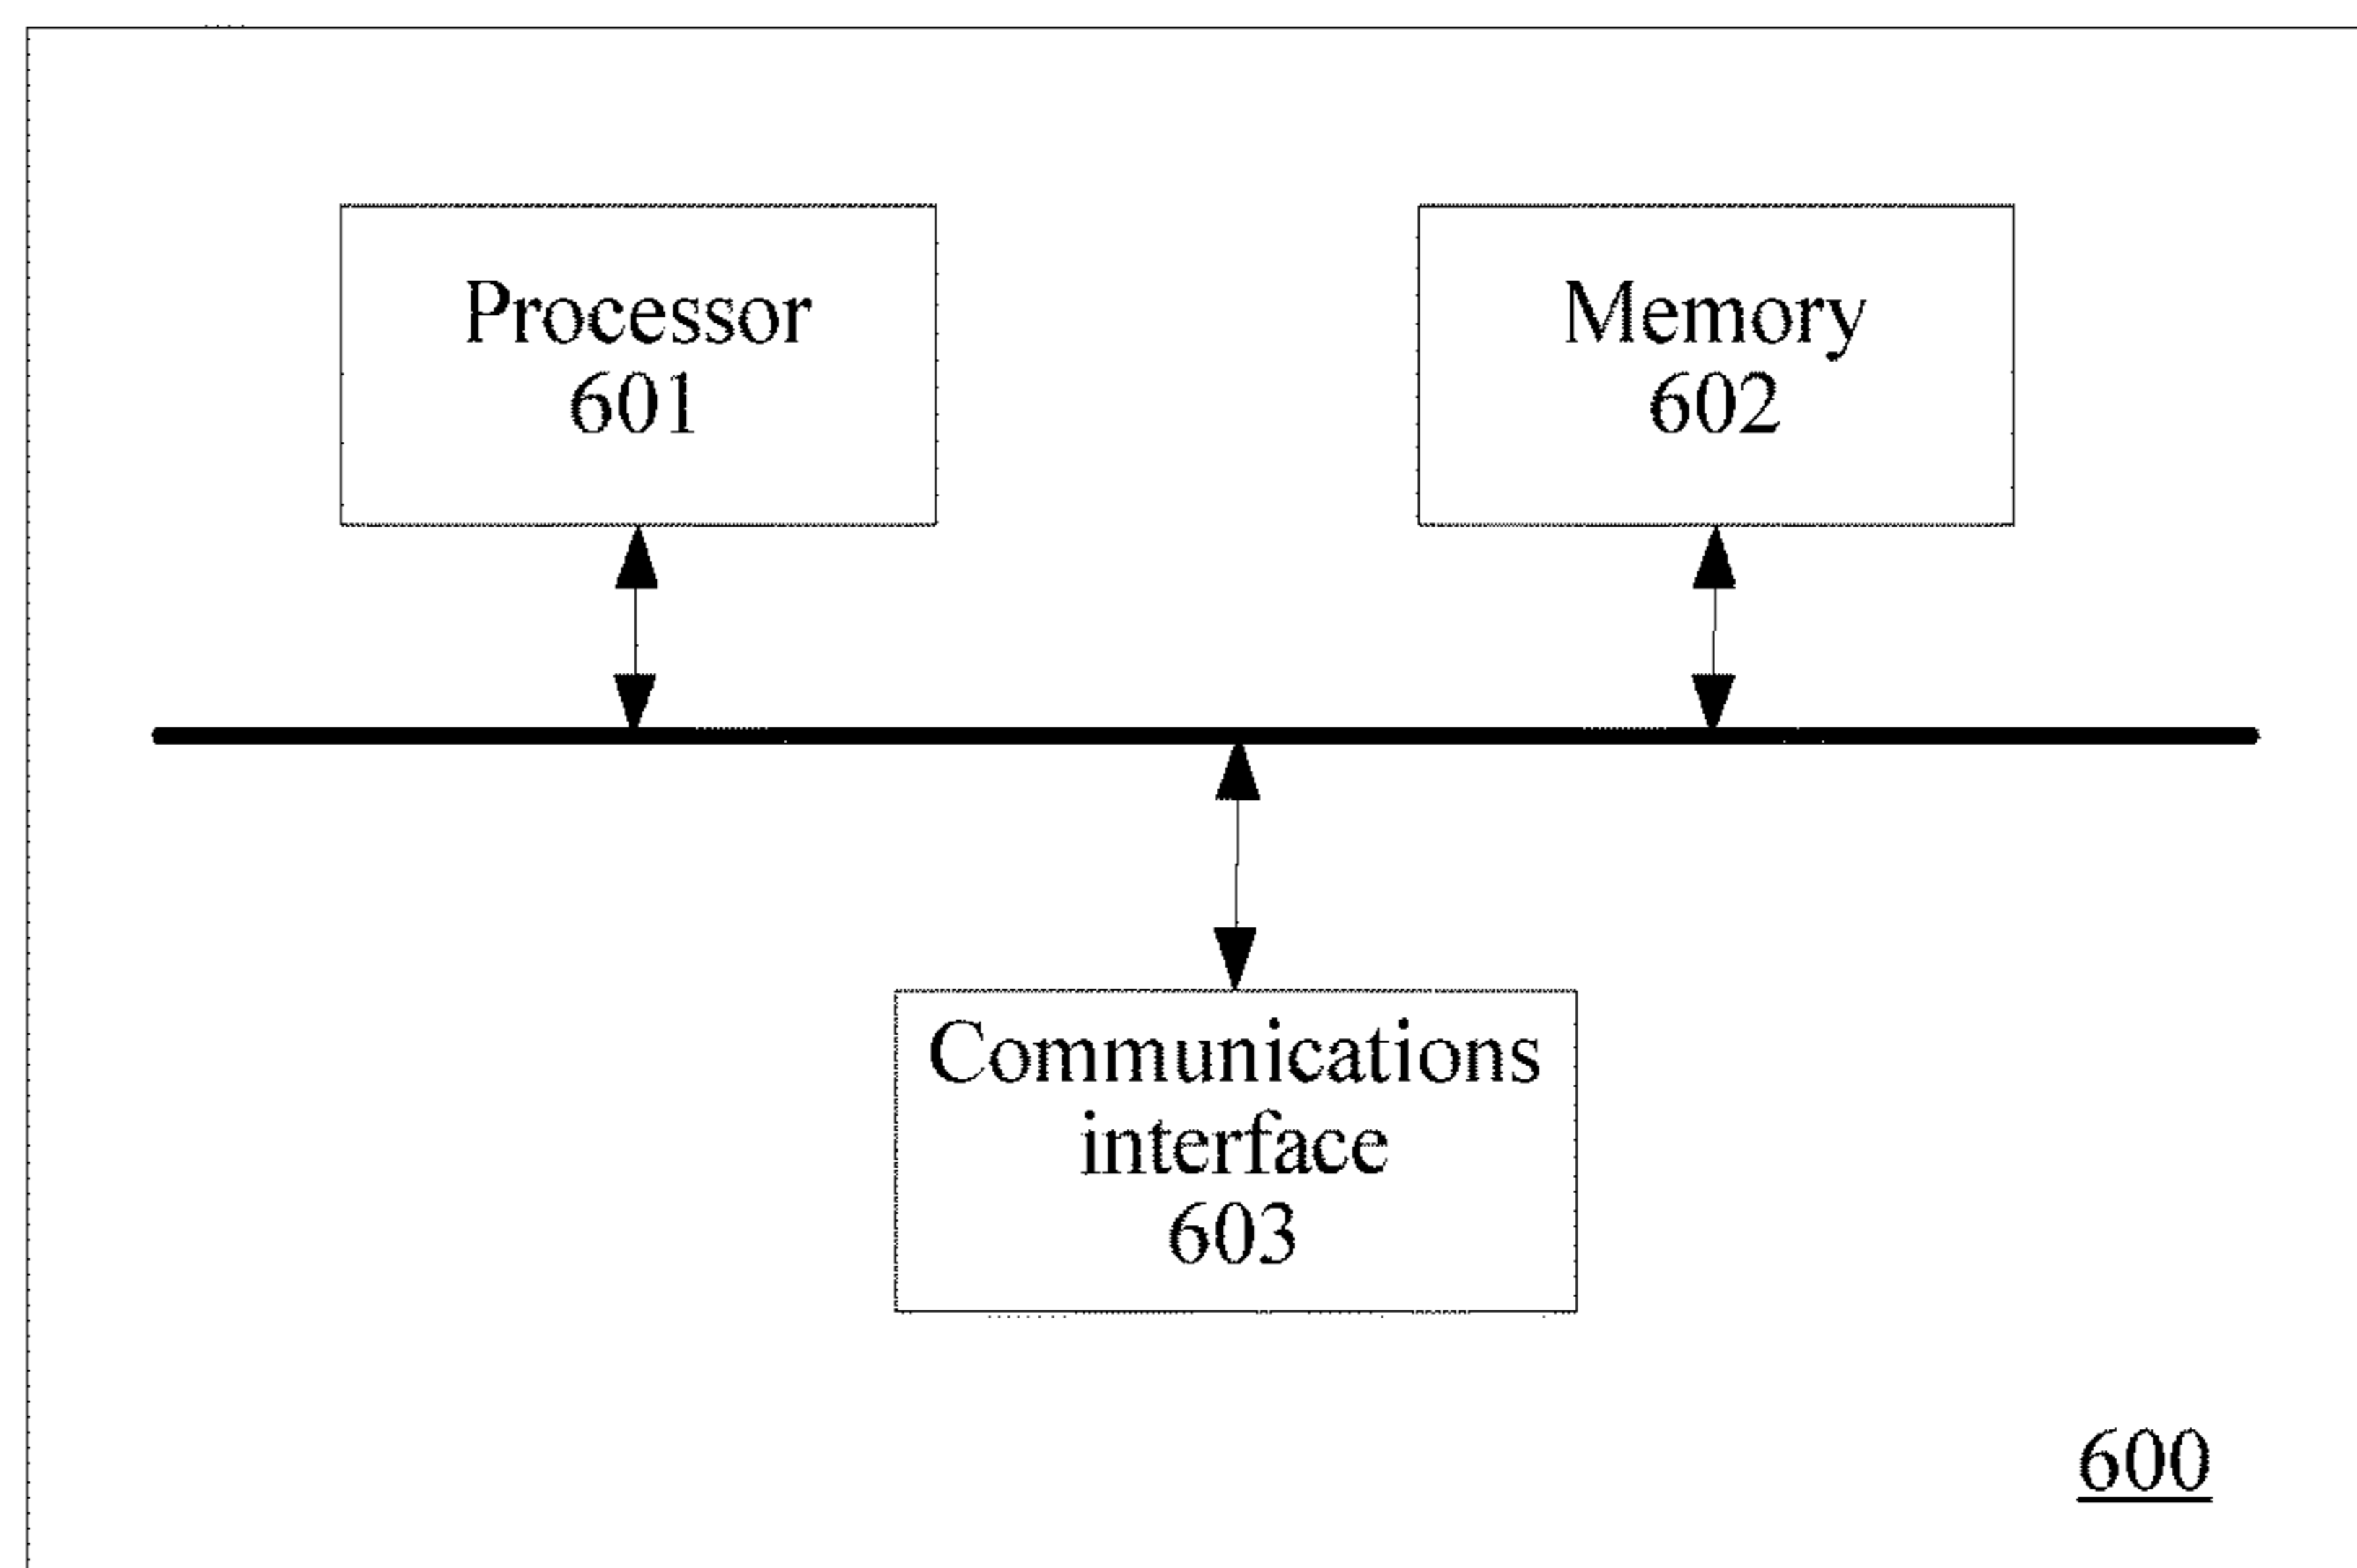 Processor
601
Memory
602
Communications
interface
603
600